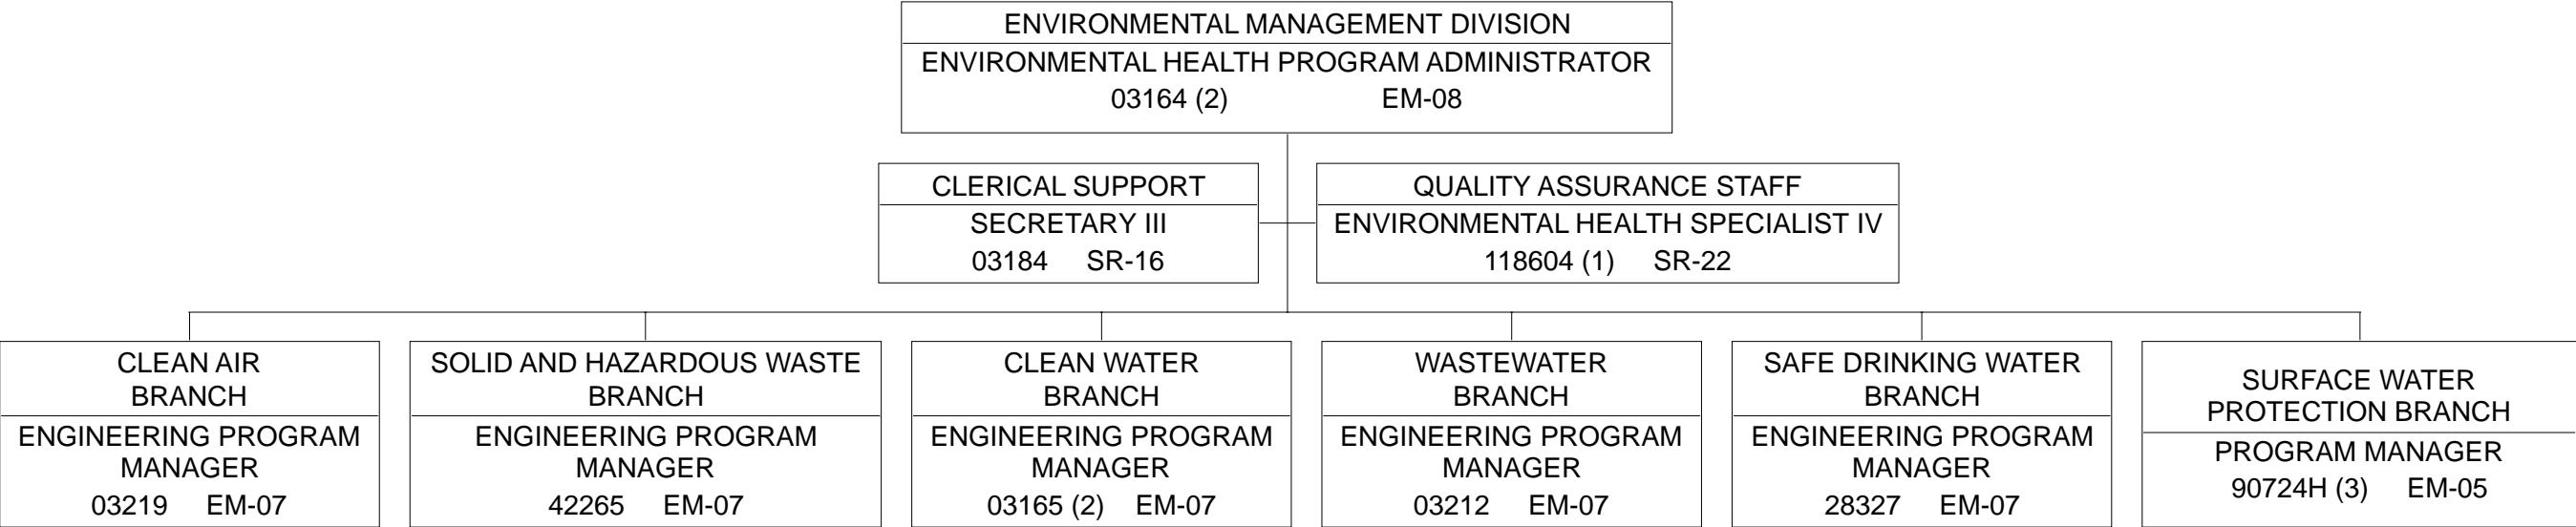 ENVIRONMENTAL MANAGEMENT DIVISION
ENVIRONMENTAL HEALTH PROGRAM ADMINISTRATOR
03164 (2) EM-08
CLERICAL SUPPORT
SECRETARY III
03184 SR-16
QUALITY ASSURANCE STAFF
ENVIRONMENTAL HEALTH SPECIALIST IV
118604 (1) SR-22
CLEAN AIR
BRANCH
ENGINEERING PROGRAM
MANAGER
03219 EM-07
SOLID AND HAZARDOUS WASTE
BRANCH
ENGINEERING PROGRAM
MANAGER
42265 EM-07
CLEAN WATER
BRANCH
ENGINEERING PROGRAM
MANAGER
03165 (2) EM-07
WASTEWATER
BRANCH
ENGINEERING PROGRAM
MANAGER
03212 EM-07
SAFE DRINKING WATER
BRANCH
ENGINEERING PROGRAM
MANAGER
28327 EM-07
SURFACE WATER
PROTECTION BRANCH
PROGRAM MANAGER
90724H (3) EM-05